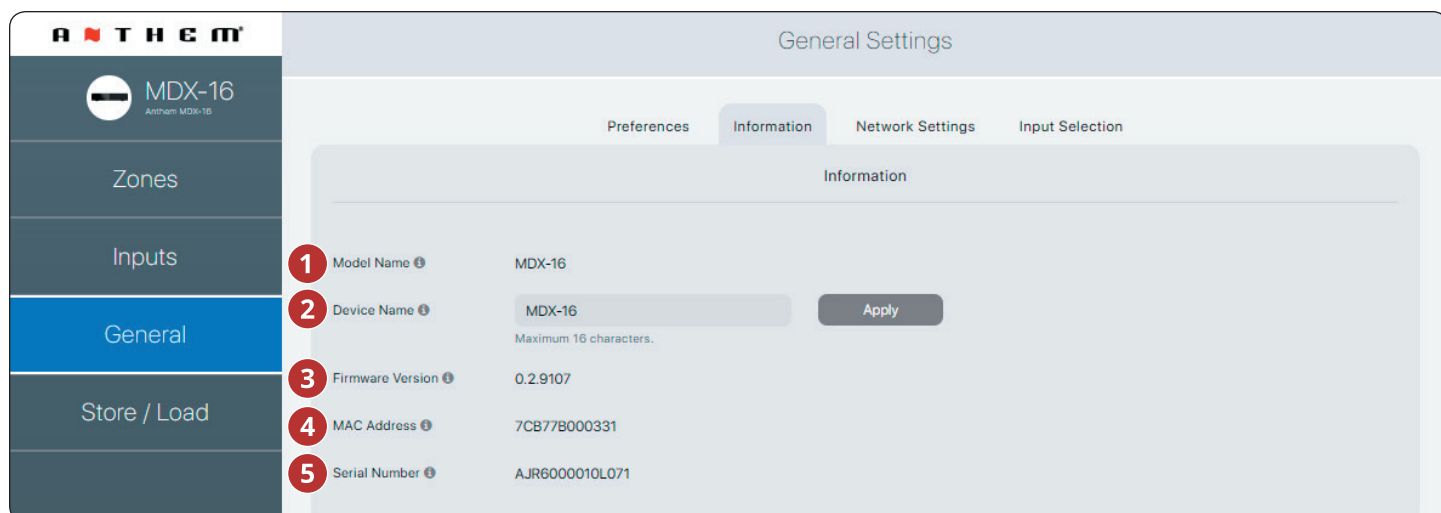 ANTHEM
General Settings
MDX-16
Anthem MDX-16
Preferences Information Network Settings Input Selection
Zones
Inputs
General
Store / Load
Information
1 Model Name MDX-16
2 Device Name MDX-16 Apply
Maximum 16 characters.
3 Firmware Version 0.2.9107
4 MAC Address 7CB77B000331
5 Serial Number AJR6000010L071